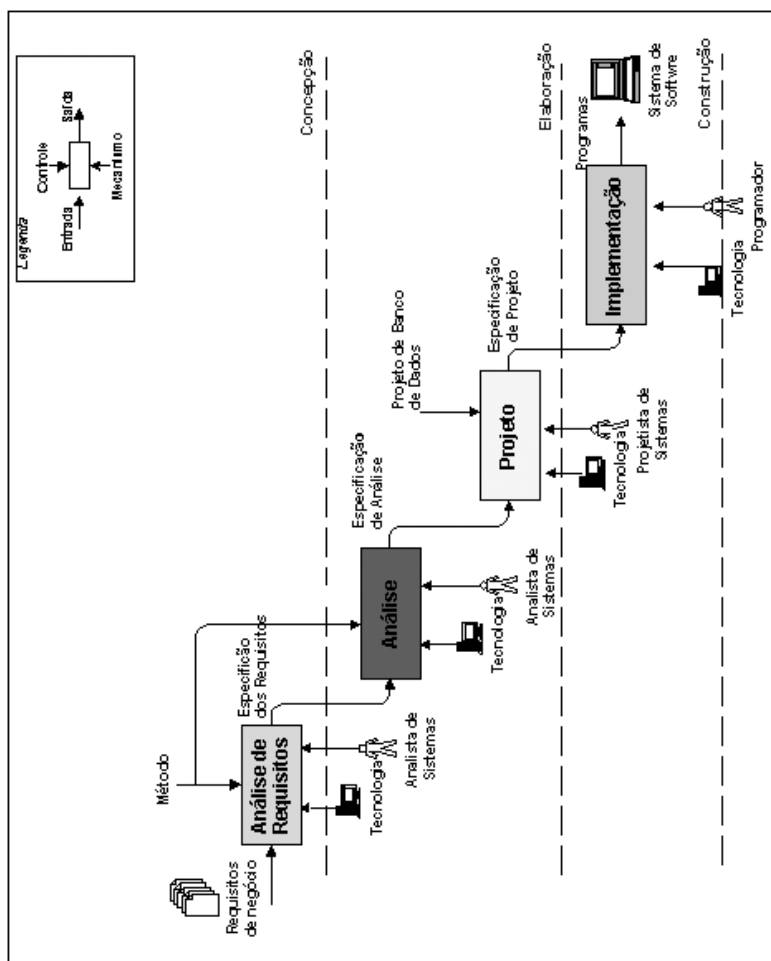 Legenda
Controle
Entrada
Saída
Mecanismo
Requisitos
de negócio
Método
Análise de
Requisitos
Tecnologia
Analista de
Sistemas
Especificão
dos Requisitos
Concepção
Análise
Tecnologia
Analista de
Sistemas
Especificação
de Análise
Projeto de Banco
de Dados
Projeto
Tecnologia
Projetista de
Sistemas
Especificação
de Projeto
Elaboração
Implementação
Tecnologia
Programador
Programas
Sistema de
Softwre
Construção